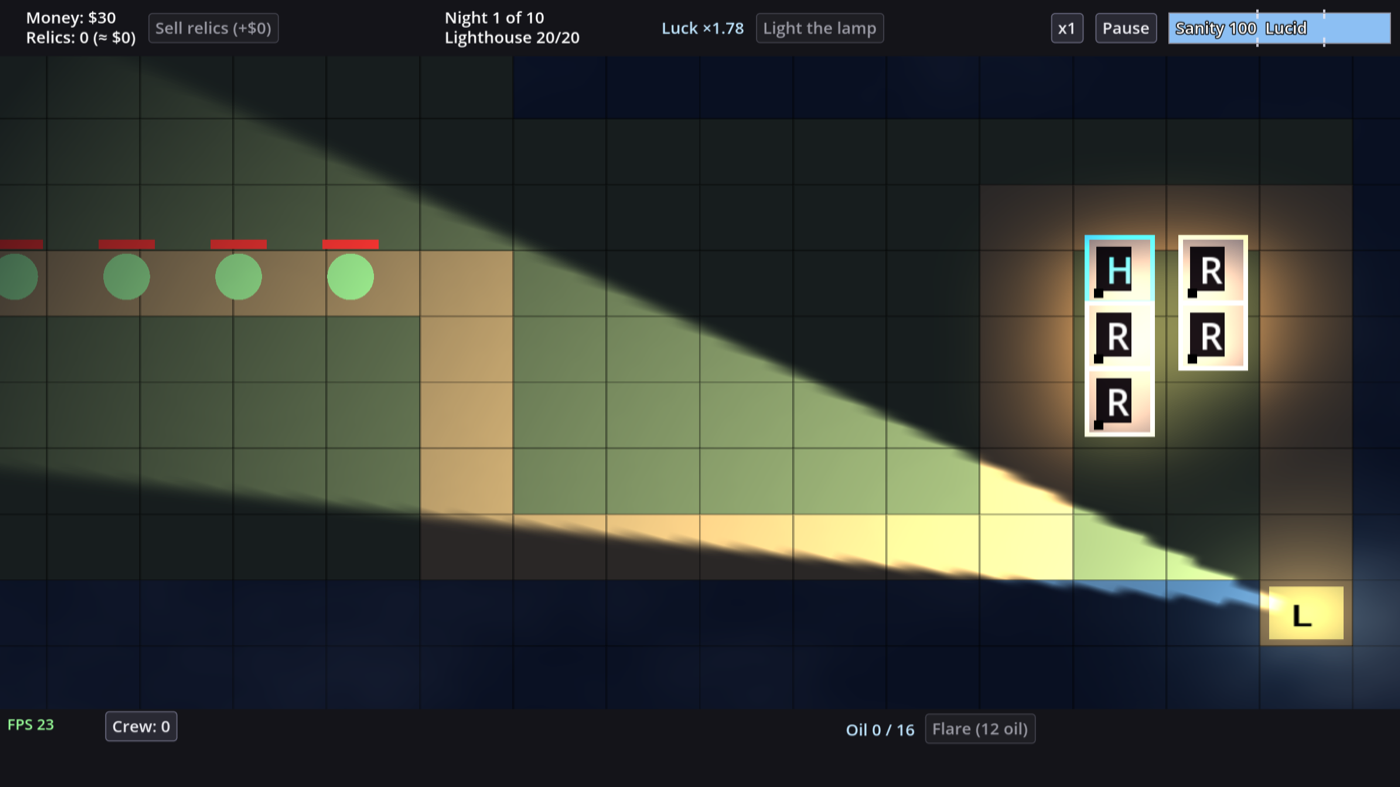 Money: $30
Relics: 0 (≈ $0)
Sell relics (+$0)
Night 1 of 10
Lighthouse 20/20
Luck ×1.78
Light the lamp
x1
Pause
Sanity 100 Lucid
H
R
R
R
R
L
FPS 23
Crew: 0
Oil 0 / 16
Flare (12 oil)